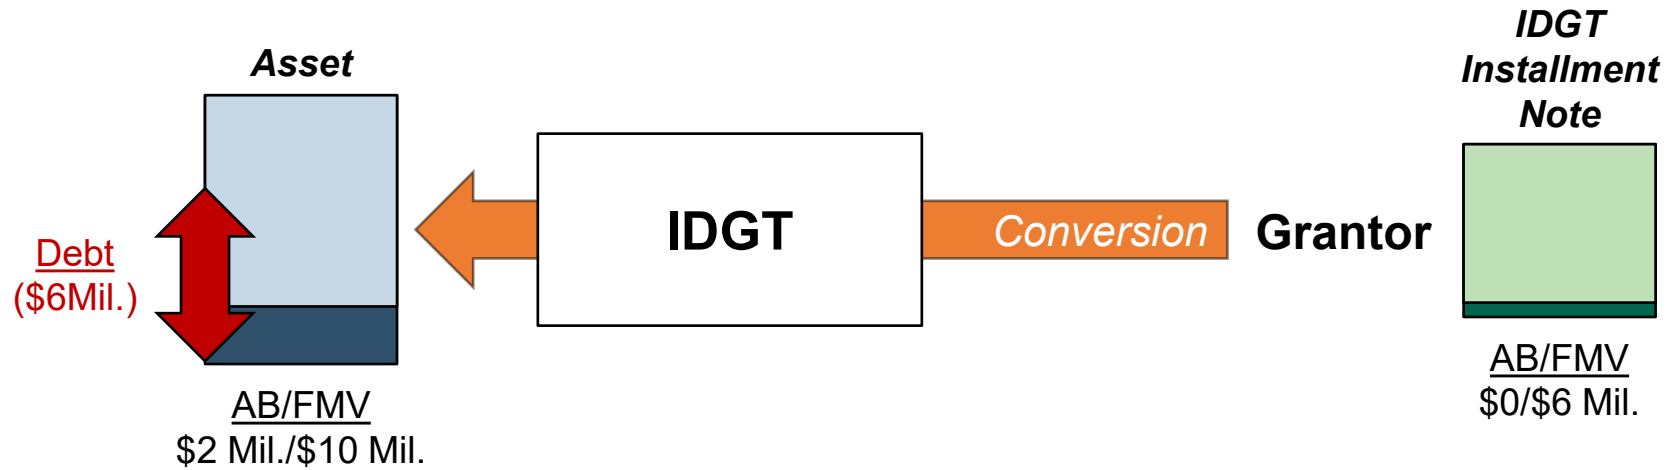 Asset
Debt
($6Mil.)
AB/FMV
$2 Mil./$10 Mil.
IDGT
Conversion
Grantor
IDGT
Installment
Note
AB/FMV
$0/$6 Mil.